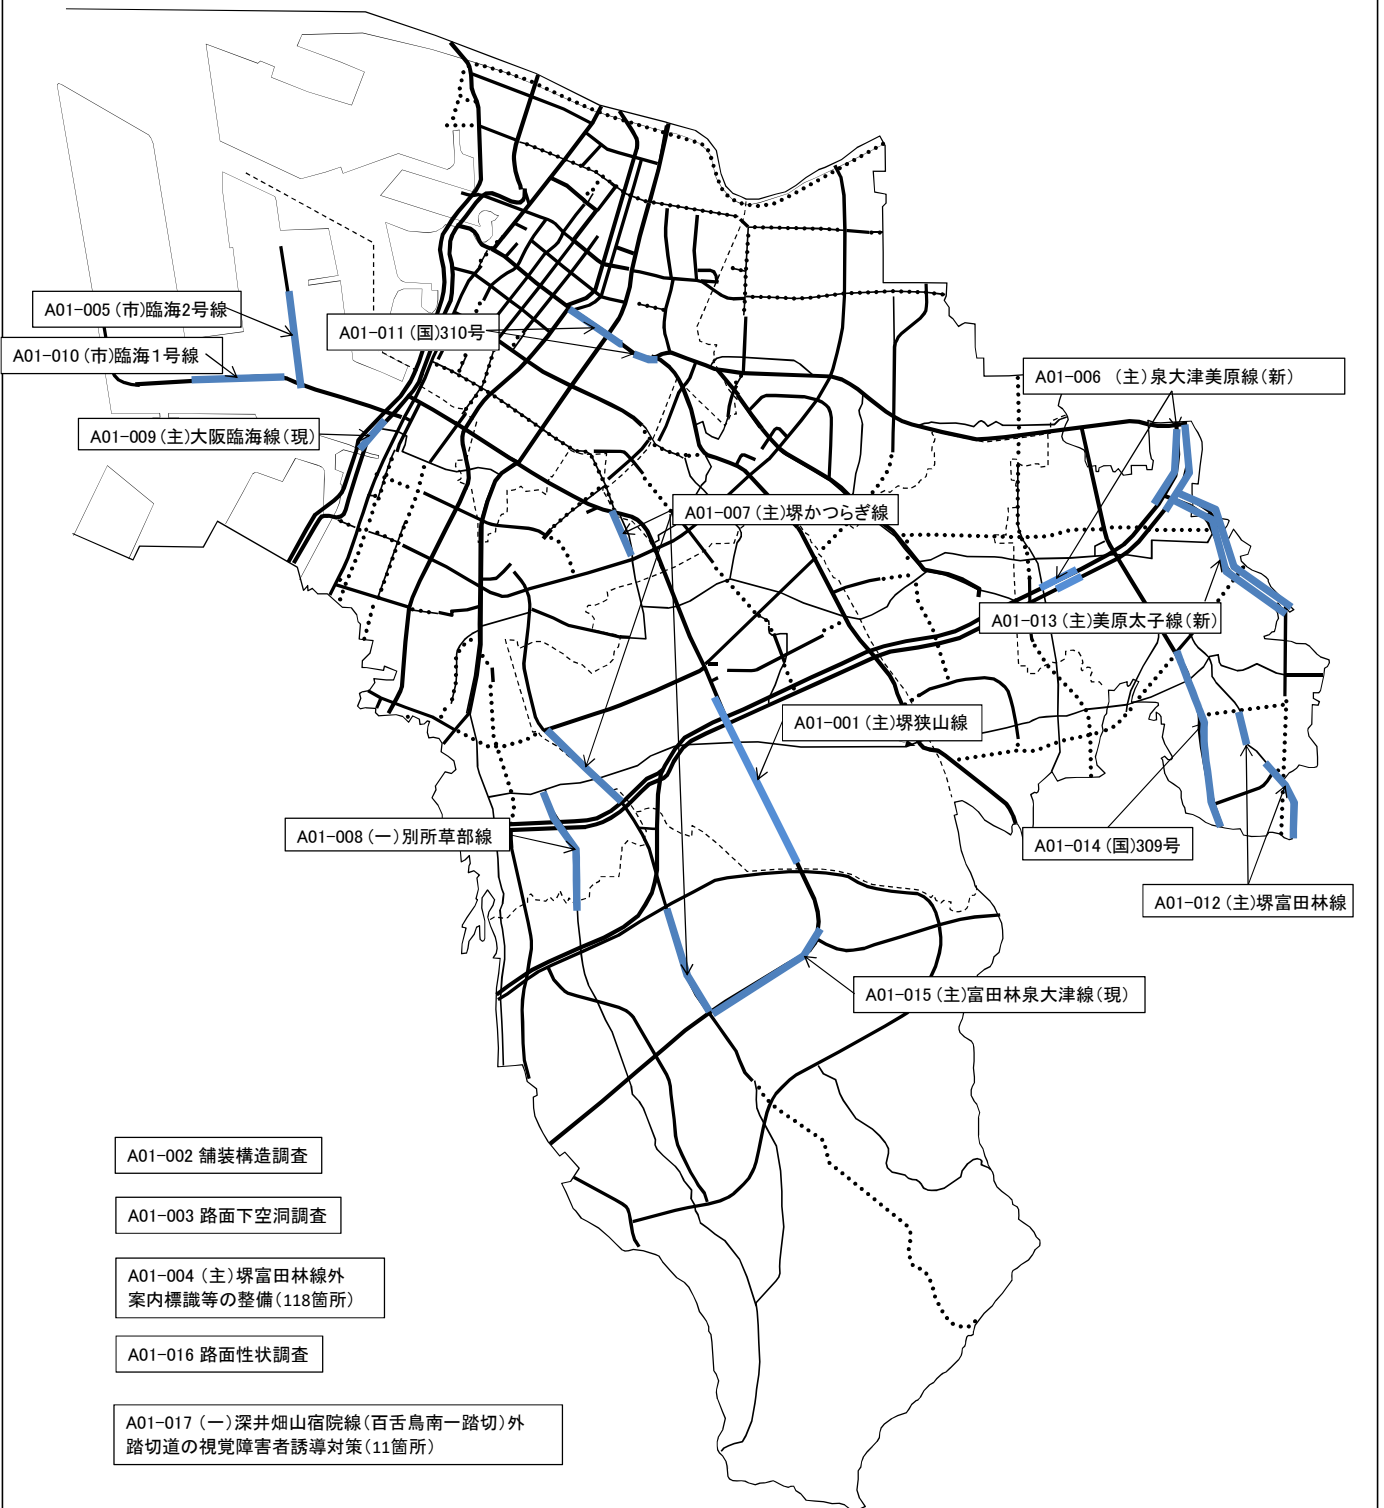 A01-005 (市)臨海2号線
A01-010 (市)臨海1号線
A01-011 (国)310号
A01-006 (主)泉大津美原線(新)
A01-009 (主)大阪臨海線(現)
A01-007 (主)堺かつらぎ線
A01-013 (主)美原太子線(新)
A01-001 (主)堺狭山線
A01-008 (一)別所草部線
A01-014 (国)309号
A01-012 (主)堺富田林線
A01-015 (主)富田林泉大津線(現)
A01-002 舗装構造調査
A01-003 路面下空洞調査
A01-004 (主)堺富田林線外
案内標識等の整備(118箇所)
A01-016 路面性状調査
A01-017 (一)深井畑山宿院線(百舌鳥南一踏切)外
踏切道の視覚障害者誘導対策(11箇所)